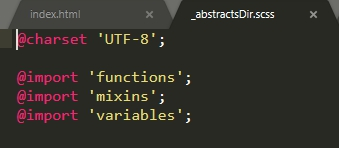 index.html × _abstractsDir.scss ×
@charset 'UTF-8';
@import 'functions';
@import 'mixins';
@import 'variables';